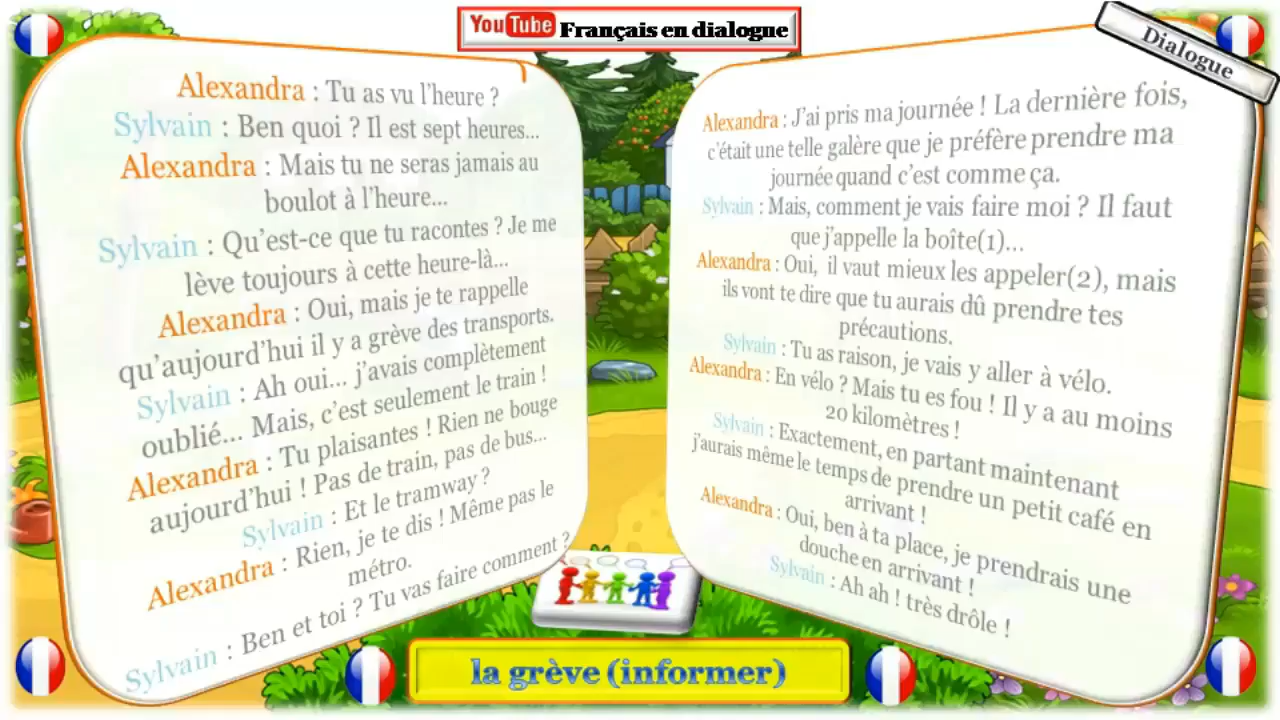 YouTube Français en dialogue
Dialogue
Alexandra : Tu as vu l'heure ?
Sylvain : Ben quoi ? Il est sept heures...
Alexandra : Mais tu ne seras jamais au
boulot à l'heure...
Sylvain : Qu'est-ce que tu racontes ? Je me
lève toujours à cette heure-là...
Alexandra : Oui, mais je te rappelle
qu'aujourd'hui il y a grève des transports.
Sylvain : Ah oui... j'avais complètement
oublié... Mais, c'est seulement le train !
Alexandra : Tu plaisantes ! Rien ne bouge
aujourd'hui ! Pas de train, pas de bus...
Sylvain : Et le tramway ?
Alexandra : Rien, je te dis ! Même pas le
métro.
Sylvain : Ben et toi ? Tu vas faire comment ?
Alexandra : J'ai pris ma journée ! La dernière fois,
c'était une telle galère que je préfère prendre ma
journée quand c'est comme ça.
Sylvain : Mais, comment je vais faire moi ? Il faut
que j'appelle la boîte(1)...
Alexandra : Oui, il vaut mieux les appeler(2), mais
ils vont te dire que tu aurais dû prendre tes
précautions.
Sylvain : Tu as raison, je vais y aller à vélo.
Alexandra : En vélo ? Mais tu es fou ! Il y a au moins
20 kilomètres !
Sylvain : Exactement, en partant maintenant
j'aurais même le temps de prendre un petit café en
arrivant !
Alexandra : Oui, ben à ta place, je prendrais une
douche en arrivant !
Sylvain : Ah ah ! très drôle !
la grève (informer)